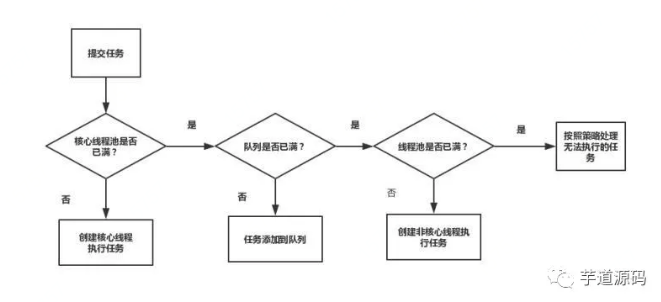 提交任务
核心线程池是否
已满？
是
队列是否已满？
是
线程池是否已满？
是
按照策略处理
无法执行的任
务
否
创建核心线程
执行任务
否
任务添加到队列
否
创建非核心线程执
行任务
芋道源码